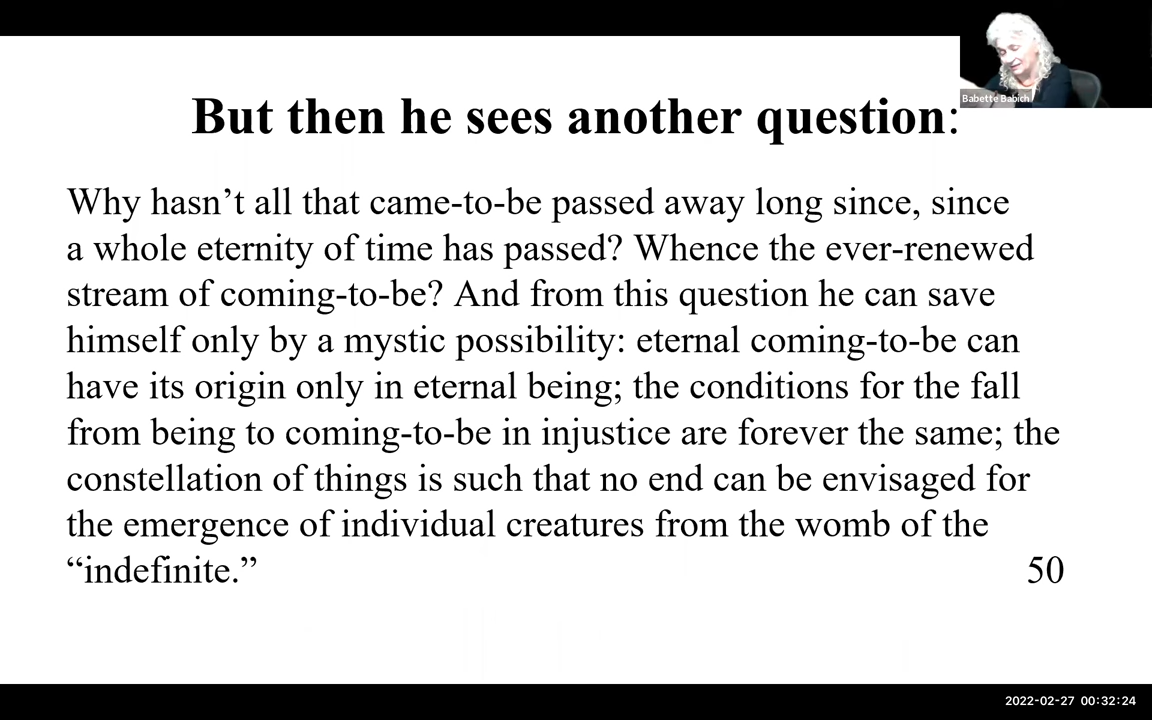 Babette Babich
But then he sees another question:
Why hasn’t all that came-to-be passed away long since, since
a whole eternity of time has passed? Whence the ever-renewed
stream of coming-to-be? And from this question he can save
himself only by a mystic possibility: eternal coming-to-be can
have its origin only in eternal being; the conditions for the fall
from being to coming-to-be in injustice are forever the same; the
constellation of things is such that no end can be envisaged for
the emergence of individual creatures from the womb of the
“indefinite.” 50
2022-02-27 00:32:24